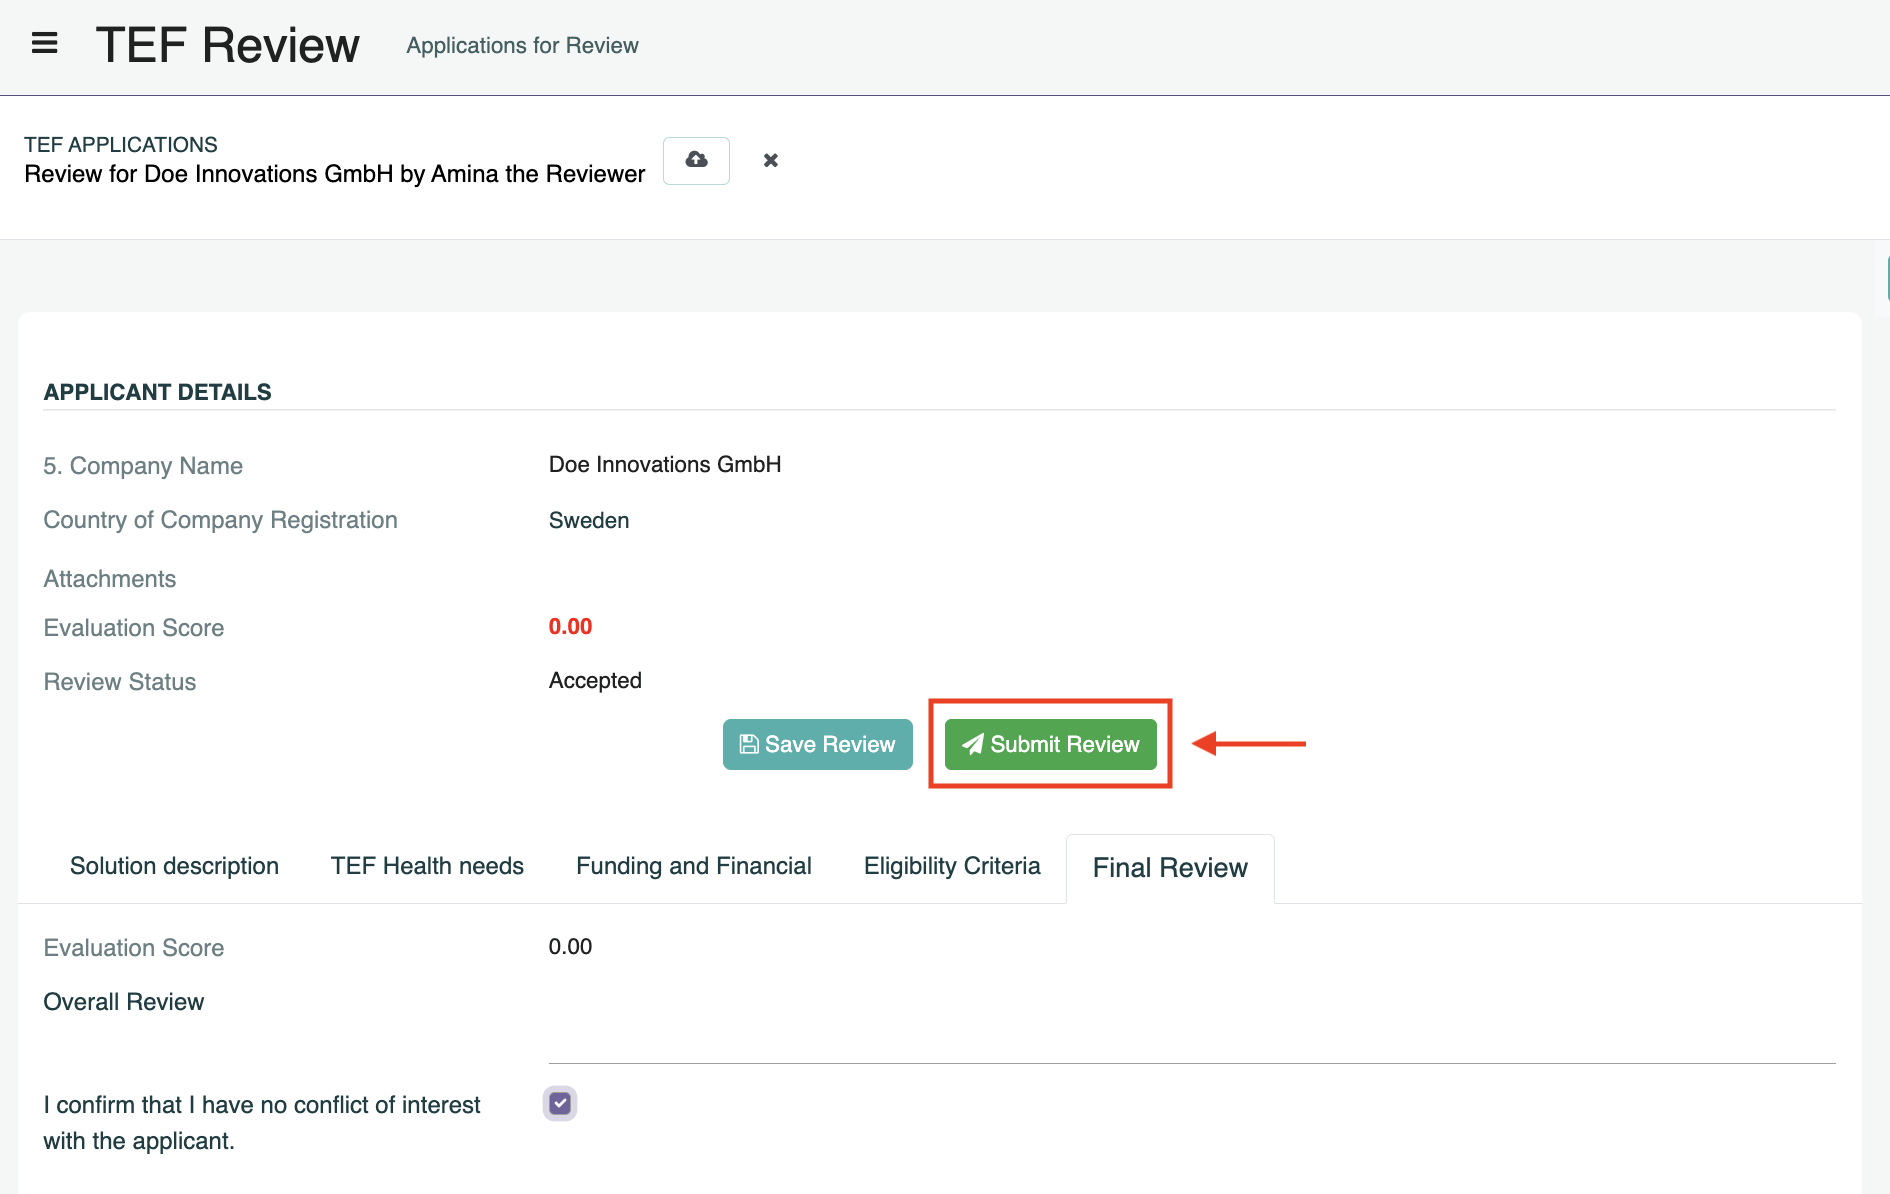 TEF Review
Applications for Review
TEF APPLICATIONS
Review for Doe Innovations GmbH by Amina the Reviewer
APPLICANT DETAILS
5. Company Name
Doe Innovations GmbH
Country of Company Registration
Sweden
Attachments
Evaluation Score
0.00
Review Status
Accepted
Save Review
Submit Review
Solution description
TEF Health needs
Funding and Financial
Eligibility Criteria
Final Review
Evaluation Score
0.00
Overall Review
I confirm that I have no conflict of interest
with the applicant.